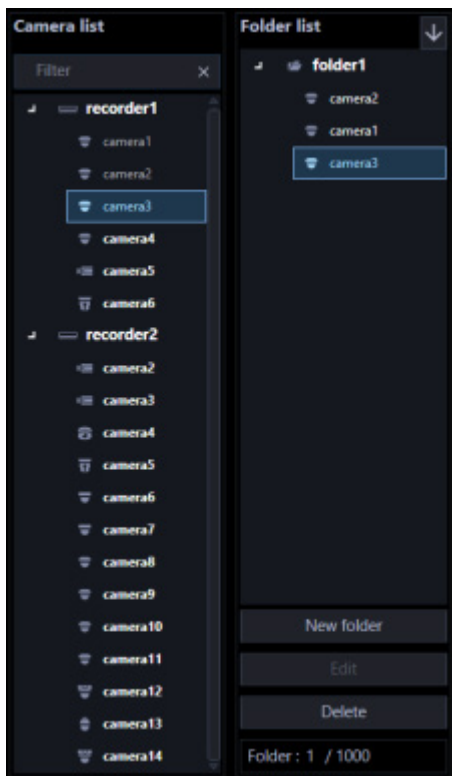 Camera list
Filter
recorder1
camera1
camera2
camera3
camera4
camera5
camera6
recorder2
camera2
camera3
camera4
camera5
camera6
camera7
camera8
camera9
camera10
camera11
camera12
camera13
camera14
Folder list
folder1
camera2
camera1
camera3
New folder
Edit
Delete
Folder : 1 / 1000